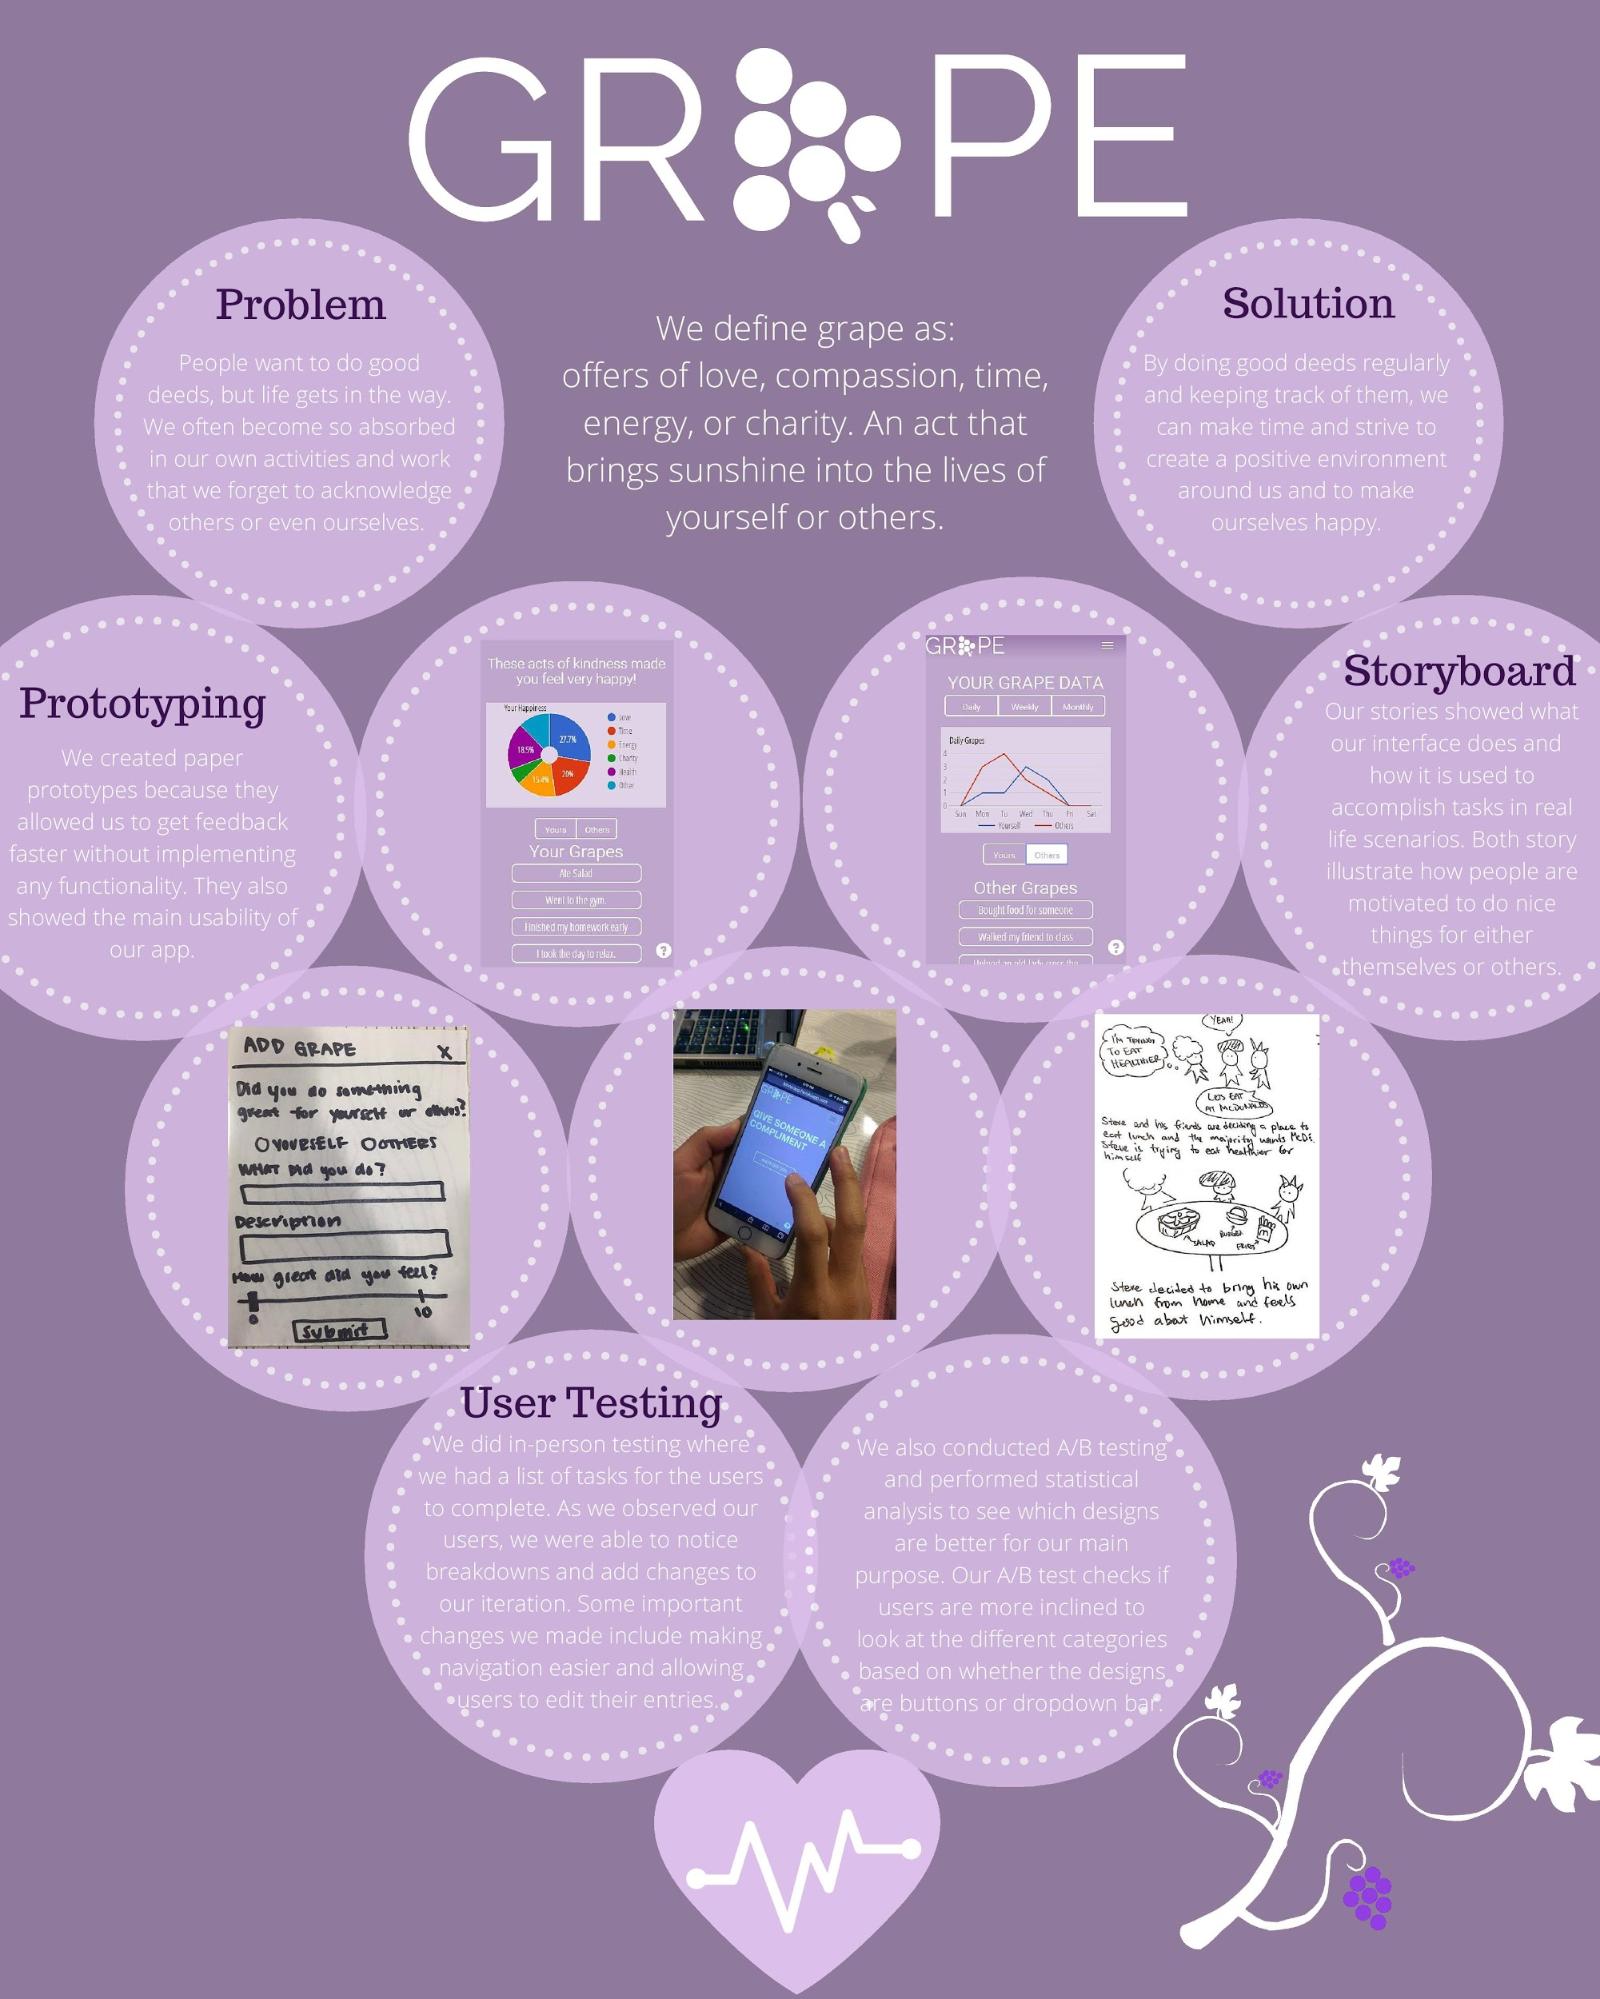 GRAPE
Problem
People want to do good
deeds, but life gets in the way.
We often become so absorbed
in our own activities and work
that we forget to acknowledge
others or even ourselves.
We define grape as:
offers of love, compassion, time,
energy, or charity. An act that
brings sunshine into the lives of
yourself or others.
Solution
By doing good deeds regularly
and keeping track of them, we
can make time and strive to
create a positive environment
around us and to make
ourselves happy.
Prototyping
We created paper
prototypes because they
allowed us to get feedback
faster without implementing
any functionality. They also
showed the main usability of
our app.
These acts of kindness made
you feel very happy!
Your Happiness
27.7%
20%
15.4%
18.5%
Love
Time
Energy
Charity
Health
Other
Yours Others
Your Grapes
Ate Salad
Went to the gym.
Finished my homework early
I took the day to relax.
?
GRAPE
YOUR GRAPE DATA
Daily Weekly Monthly
Daily Grapes
4
3
2
1
0
Sun Mon Tu Wed Thu Fri Sat
Yourself Others
Yours Others
Other Grapes
Bought food for someone
Walked my friend to class
?
Storyboard
Our stories showed what
our interface does and
how it is used to
accomplish tasks in real
life scenarios. Both story
illustrate how people are
motivated to do nice
things for either
themselves or others.
ADD GRAPE X
Did you do something
great for yourself or others?
YOURSELF OTHERS
What Did you do?
Description
How great did you feel?
0 10
Submit
GRAPE
GIVE SOMEONE A
COMPLIMENT
YEAH!
I'M TRYING
TO EAT
HEALTHIER
LETS EAT
AT McDONALDS
Steve and his friends are deciding a place to
eat lunch and the majority wants McD's.
Steve is trying to eat healthier for
himself
SALAD
BURGER
FRIES
Steve decided to bring his own
lunch from home and feels
good about himself.
User Testing
We did in-person testing where
we had a list of tasks for the users
to complete. As we observed our
users, we were able to notice
breakdowns and add changes to
our iteration. Some important
changes we made include making
navigation easier and allowing
users to edit their entries.
We also conducted A/B testing
and performed statistical
analysis to see which designs
are better for our main
purpose. Our A/B test checks if
users are more inclined to
look at the different categories
based on whether the designs
are buttons or dropdown bar.